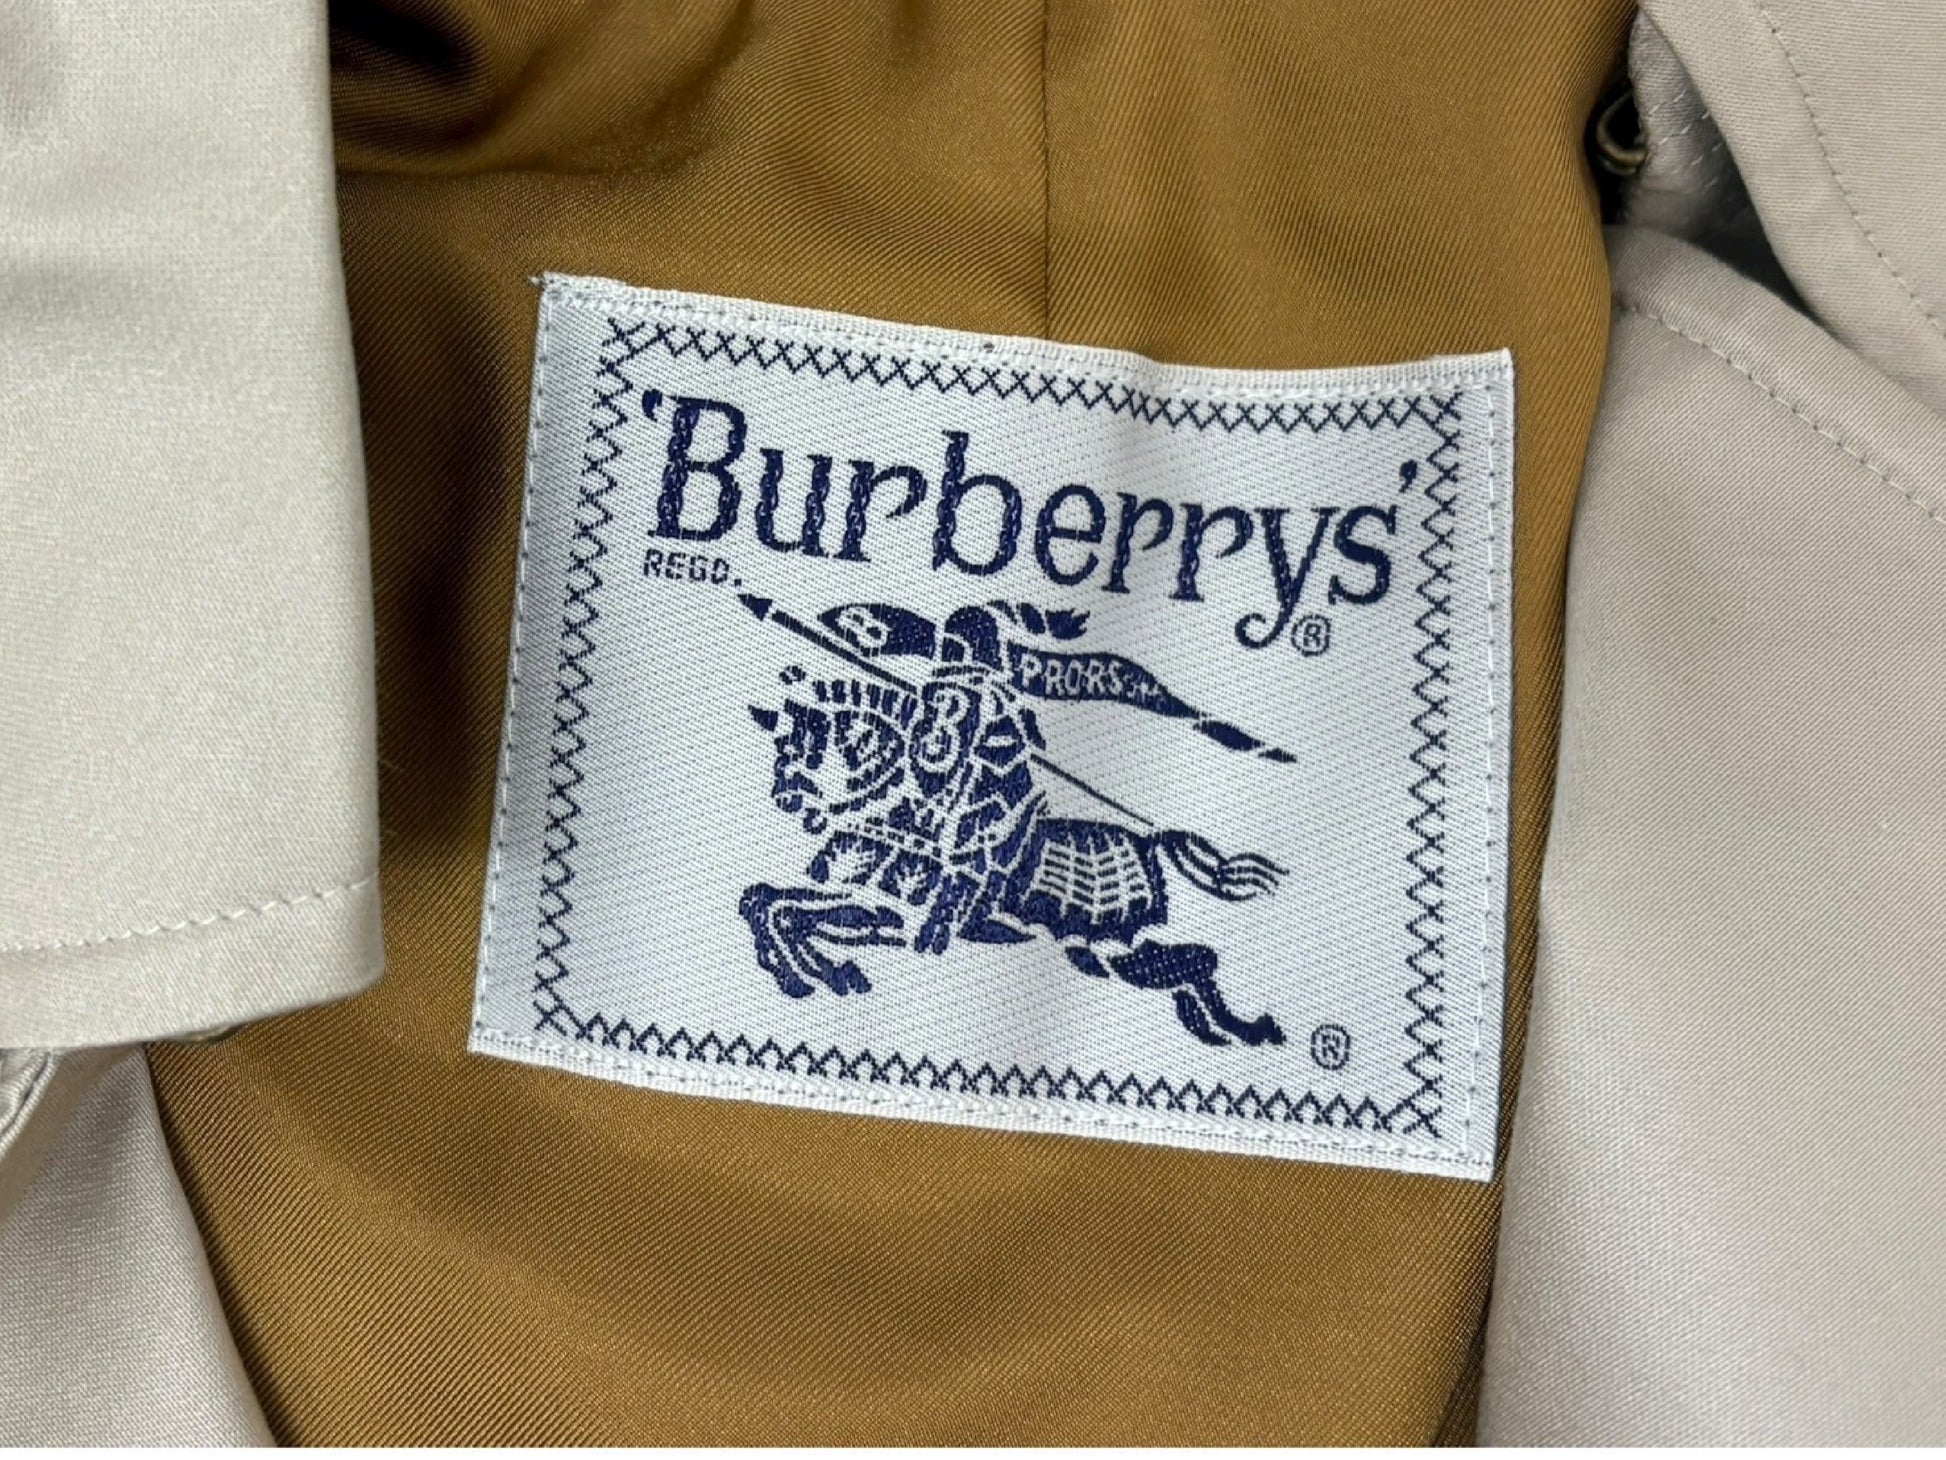 'Burberrys'
REGD. ®
B PRORSUM
B
®